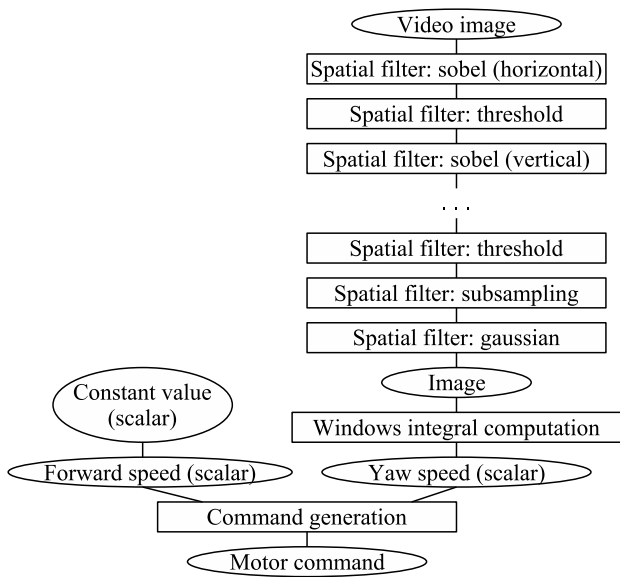 Video image
Spatial filter: sobel (horizontal)
Spatial filter: threshold
Spatial filter: sobel (vertical)
. . .
Spatial filter: threshold
Spatial filter: subsampling
Spatial filter: gaussian
Image
Constant value
(scalar)
Windows integral computation
Forward speed (scalar)
Yaw speed (scalar)
Command generation
Motor command